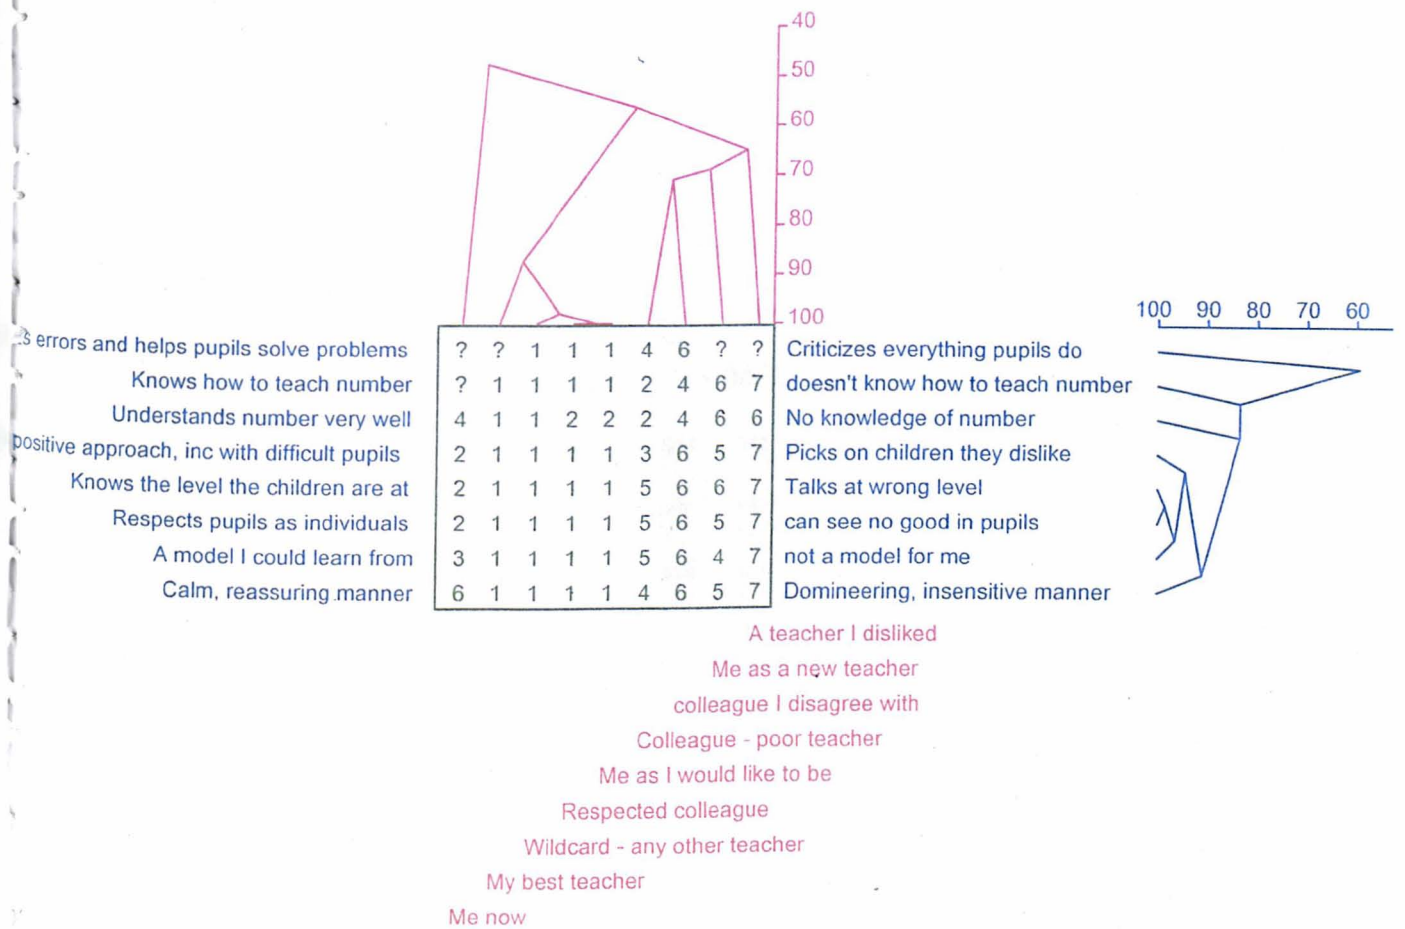 40
50
60
70
80
90
100
100 90 80 70 60
errors and helps pupils solve problems ? ? 1 1 1 4 6 ? ? Criticizes everything pupils do
Knows how to teach number ? 1 1 1 1 2 4 6 7 doesn't know how to teach number
Understands number very well 4 1 1 2 2 2 4 6 6 No knowledge of number
positive approach, inc with difficult pupils 2 1 1 1 1 3 6 5 7 Picks on children they dislike
Knows the level the children are at 2 1 1 1 1 5 6 6 7 Talks at wrong level
Respects pupils as individuals 2 1 1 1 1 5 6 5 7 can see no good in pupils
A model I could learn from 3 1 1 1 1 5 6 4 7 not a model for me
Calm, reassuring manner 6 1 1 1 1 4 6 5 7 Domineering, insensitive manner
A teacher I disliked
Me as a new teacher
colleague I disagree with
Colleague - poor teacher
Me as I would like to be
Respected colleague
Wildcard - any other teacher
My best teacher
Me now